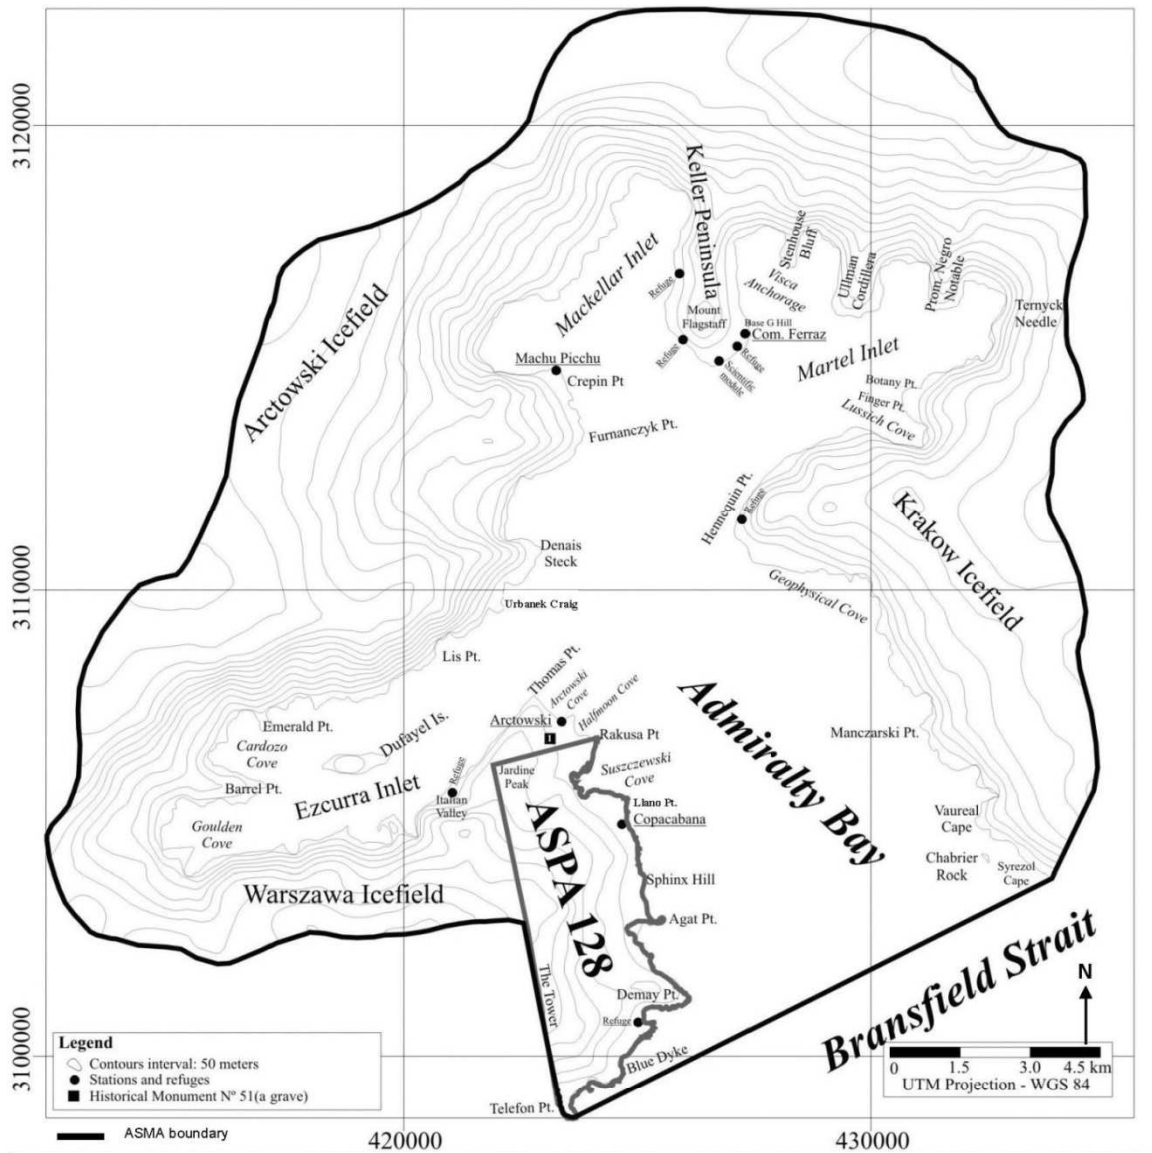 3120000
3110000
3100000
420000
430000
Keller Peninsula
Mackellar Inlet
Stenhouse
Bluff
Visca
Anchorage
Ullman
Cordillera
Prom. Negro
Notable
Ternyck
Needle
Refuge
Mount
Flagstaff
Base G Hill
Com. Ferraz
Refuge
Refuge
Scientific
module
Martel Inlet
Arctowski Icefield
Machu Picchu
Crepin Pt
Botany Pt.
Finger Pt.
Lussich Cove
Furnanczyk Pt.
Hennequin Pt.
Refuge
Krakow Icefield
Denais
Steck
Geophysical Cove
Urbanek Craig
Lis Pt.
Thomas Pt.
Arctowski
Cove
Halfmoon Cove
Arctowski
1
Rakusa Pt
Admiralty Bay
Manczarski Pt.
Emerald Pt.
Dufayel Is.
Cardozo
Cove
Refuge
Jardine
Peak
Suszczewski
Cove
Barrel Pt.
Ezcurra Inlet
Italian
Valley
Llano Pt.
Copacabana
Goulden
Cove
Vaureal
Cape
ASPA 128
Chabrier
Rock
Syrezol
Cape
Sphinx Hill
Warszawa Icefield
Agat Pt.
Bransfield Strait
The Tower
Demay Pt.
Refuge
N
Blue Dyke
Telefon Pt.
Legend
Contours interval: 50 meters
Stations and refuges
Historical Monument Nº 51(a grave)
ASMA boundary
0 1.5 3.0 4.5 km
UTM Projection - WGS 84